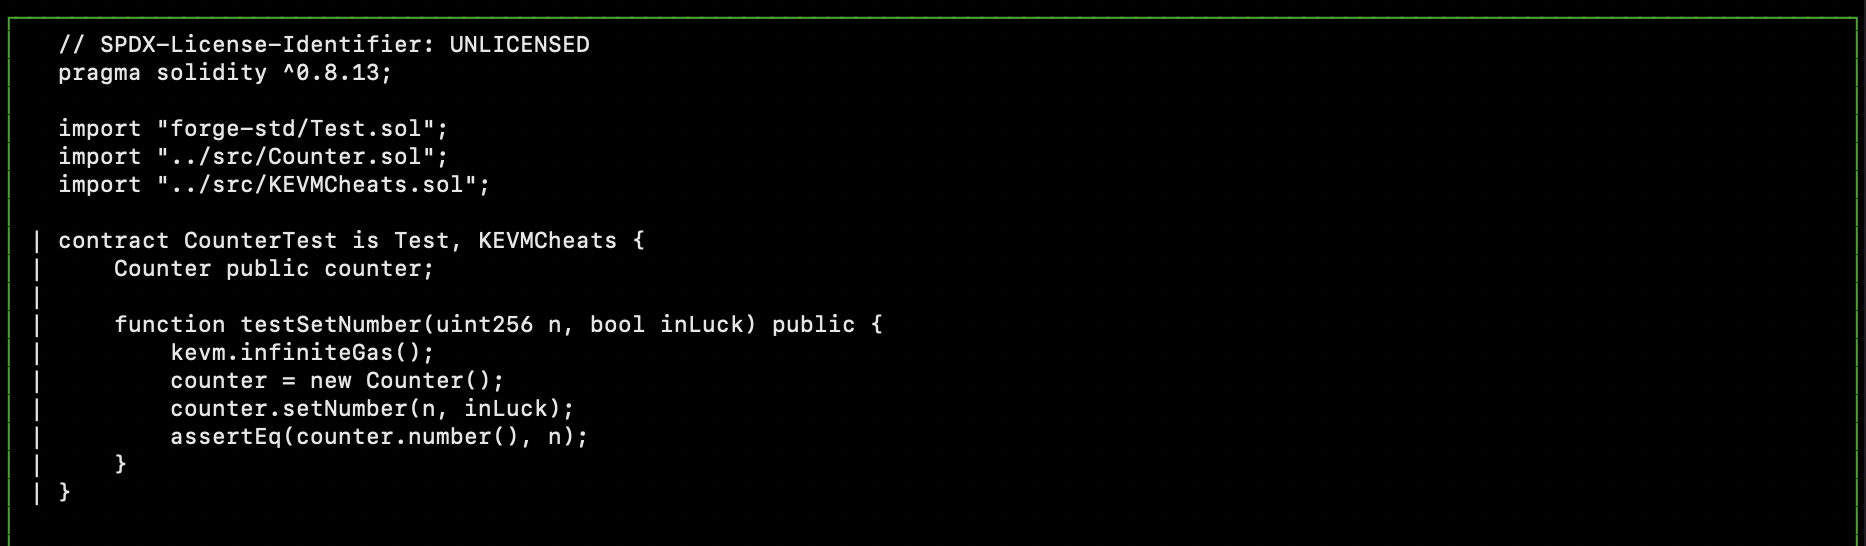 // SPDX-License-Identifier: UNLICENSED
pragma solidity ^0.8.13;

import "forge-std/Test.sol";
import "../src/Counter.sol";
import "../src/KEVMCheats.sol";

| contract CounterTest is Test, KEVMCheats {
|     Counter public counter;
|
|     function testSetNumber(uint256 n, bool inLuck) public {
|         kevm.infiniteGas();
|         counter = new Counter();
|         counter.setNumber(n, inLuck);
|         assertEq(counter.number(), n);
|     }
| }